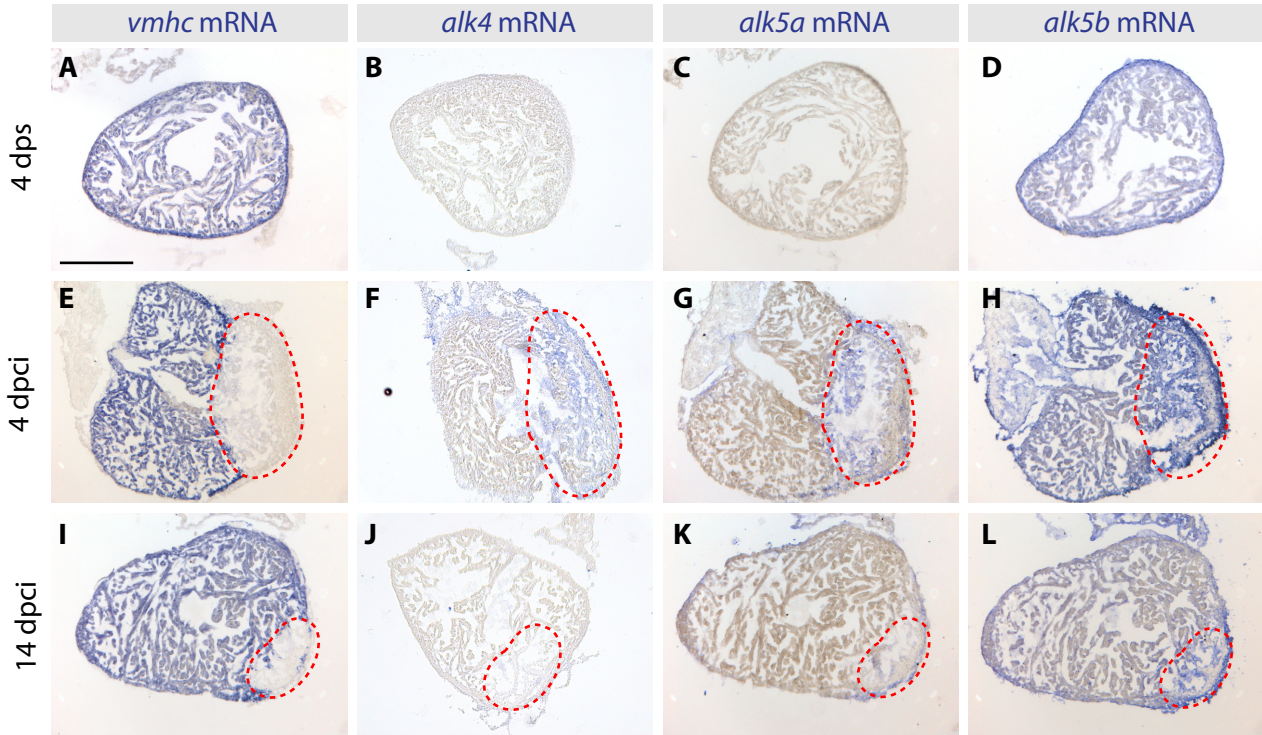 vmhc mRNA
alk4 mRNA
alk5a mRNA
alk5b mRNA
4 dps
A
B
C
D
4 dpci
E
F
G
H
14 dpci
I
J
K
L